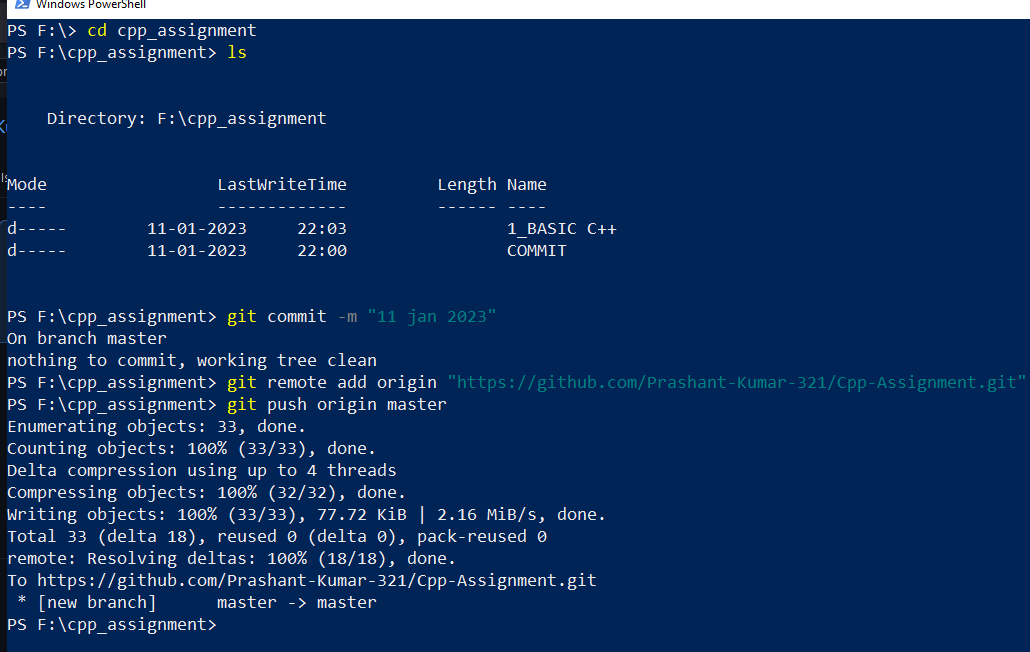 Windows PowerShell
PS F:\> cd cpp_assignment
PS F:\cpp_assignment> ls
Directory: F:\cpp_assignment
Mode LastWriteTime Length Name
---- ------------- ------ ----
d----- 11-01-2023 22:03 1_BASIC C++
d----- 11-01-2023 22:00 COMMIT
PS F:\cpp_assignment> git commit -m "11 jan 2023"
On branch master
nothing to commit, working tree clean
PS F:\cpp_assignment> git remote add origin "https://github.com/Prashant-Kumar-321/Cpp-Assignment.git"
PS F:\cpp_assignment> git push origin master
Enumerating objects: 33, done.
Counting objects: 100% (33/33), done.
Delta compression using up to 4 threads
Compressing objects: 100% (32/32), done.
Writing objects: 100% (33/33), 77.72 KiB | 2.16 MiB/s, done.
Total 33 (delta 18), reused 0 (delta 0), pack-reused 0
remote: Resolving deltas: 100% (18/18), done.
To https://github.com/Prashant-Kumar-321/Cpp-Assignment.git
* [new branch] master -> master
PS F:\cpp_assignment>